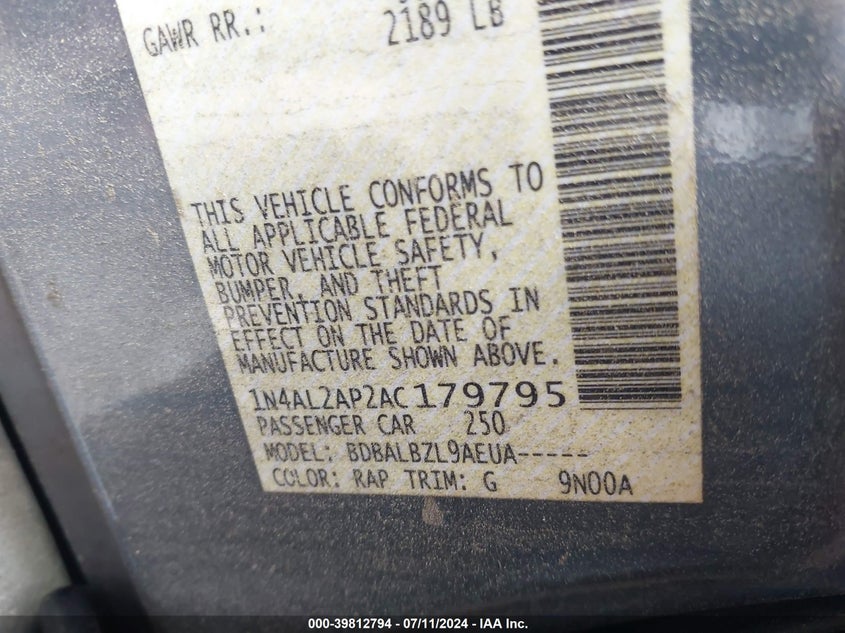 GAWR RR.: 2189 LB
THIS VEHICLE CONFORMS TO
ALL APPLICABLE FEDERAL
MOTOR VEHICLE SAFETY,
BUMPER, AND THEFT
PREVENTION STANDARDS IN
EFFECT ON THE DATE OF
MANUFACTURE SHOWN ABOVE.
1N4AL2AP2AC179795
PASSENGER CAR 250
MODEL: BDBALBZL9AEUA-----
COLOR: RAP TRIM: G 9N00A
000-39812794 - 07/11/2024 - IAA Inc.